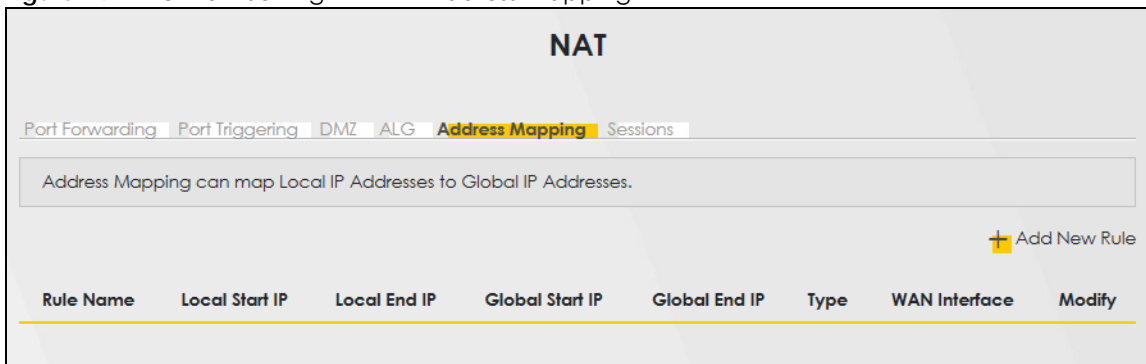 NAT
Port Forwarding Port Triggering DMZ ALG Address Mapping Sessions
Address Mapping can map Local IP Addresses to Global IP Addresses.
+ Add New Rule
Rule Name Local Start IP Local End IP Global Start IP Global End IP Type WAN Interface Modify